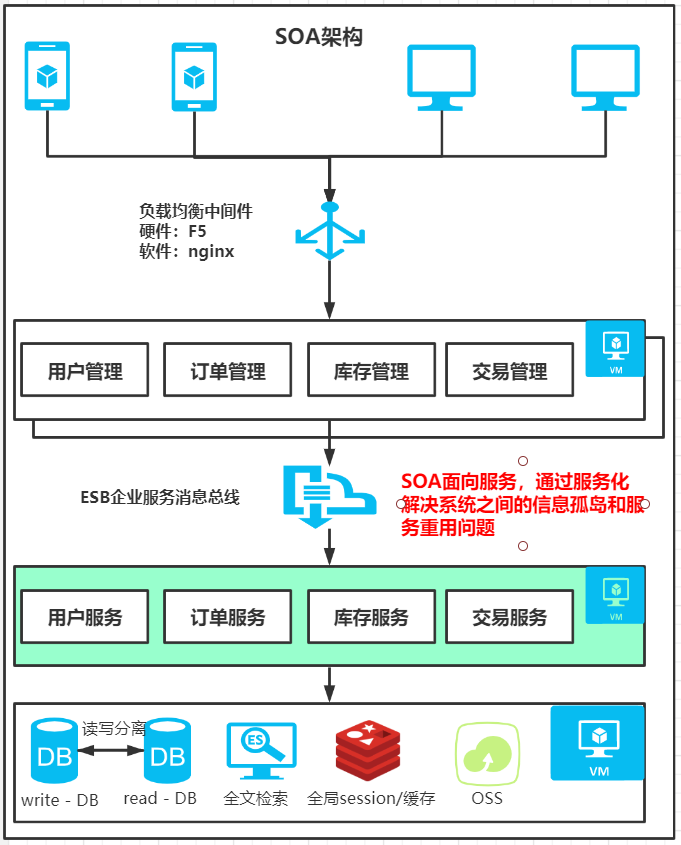 SOA架构
负载均衡中间件
硬件：F5
软件：nginx
VM
用户管理
订单管理
库存管理
交易管理
ESB企业服务消息总线
SOA面向服务，通过服务化
解决系统之间的信息孤岛和服
务重用问题
VM
用户服务
订单服务
库存服务
交易服务
读写分离
DB
DB
ES
VM
write - DB
read - DB
全文检索
全局session/缓存
OSS